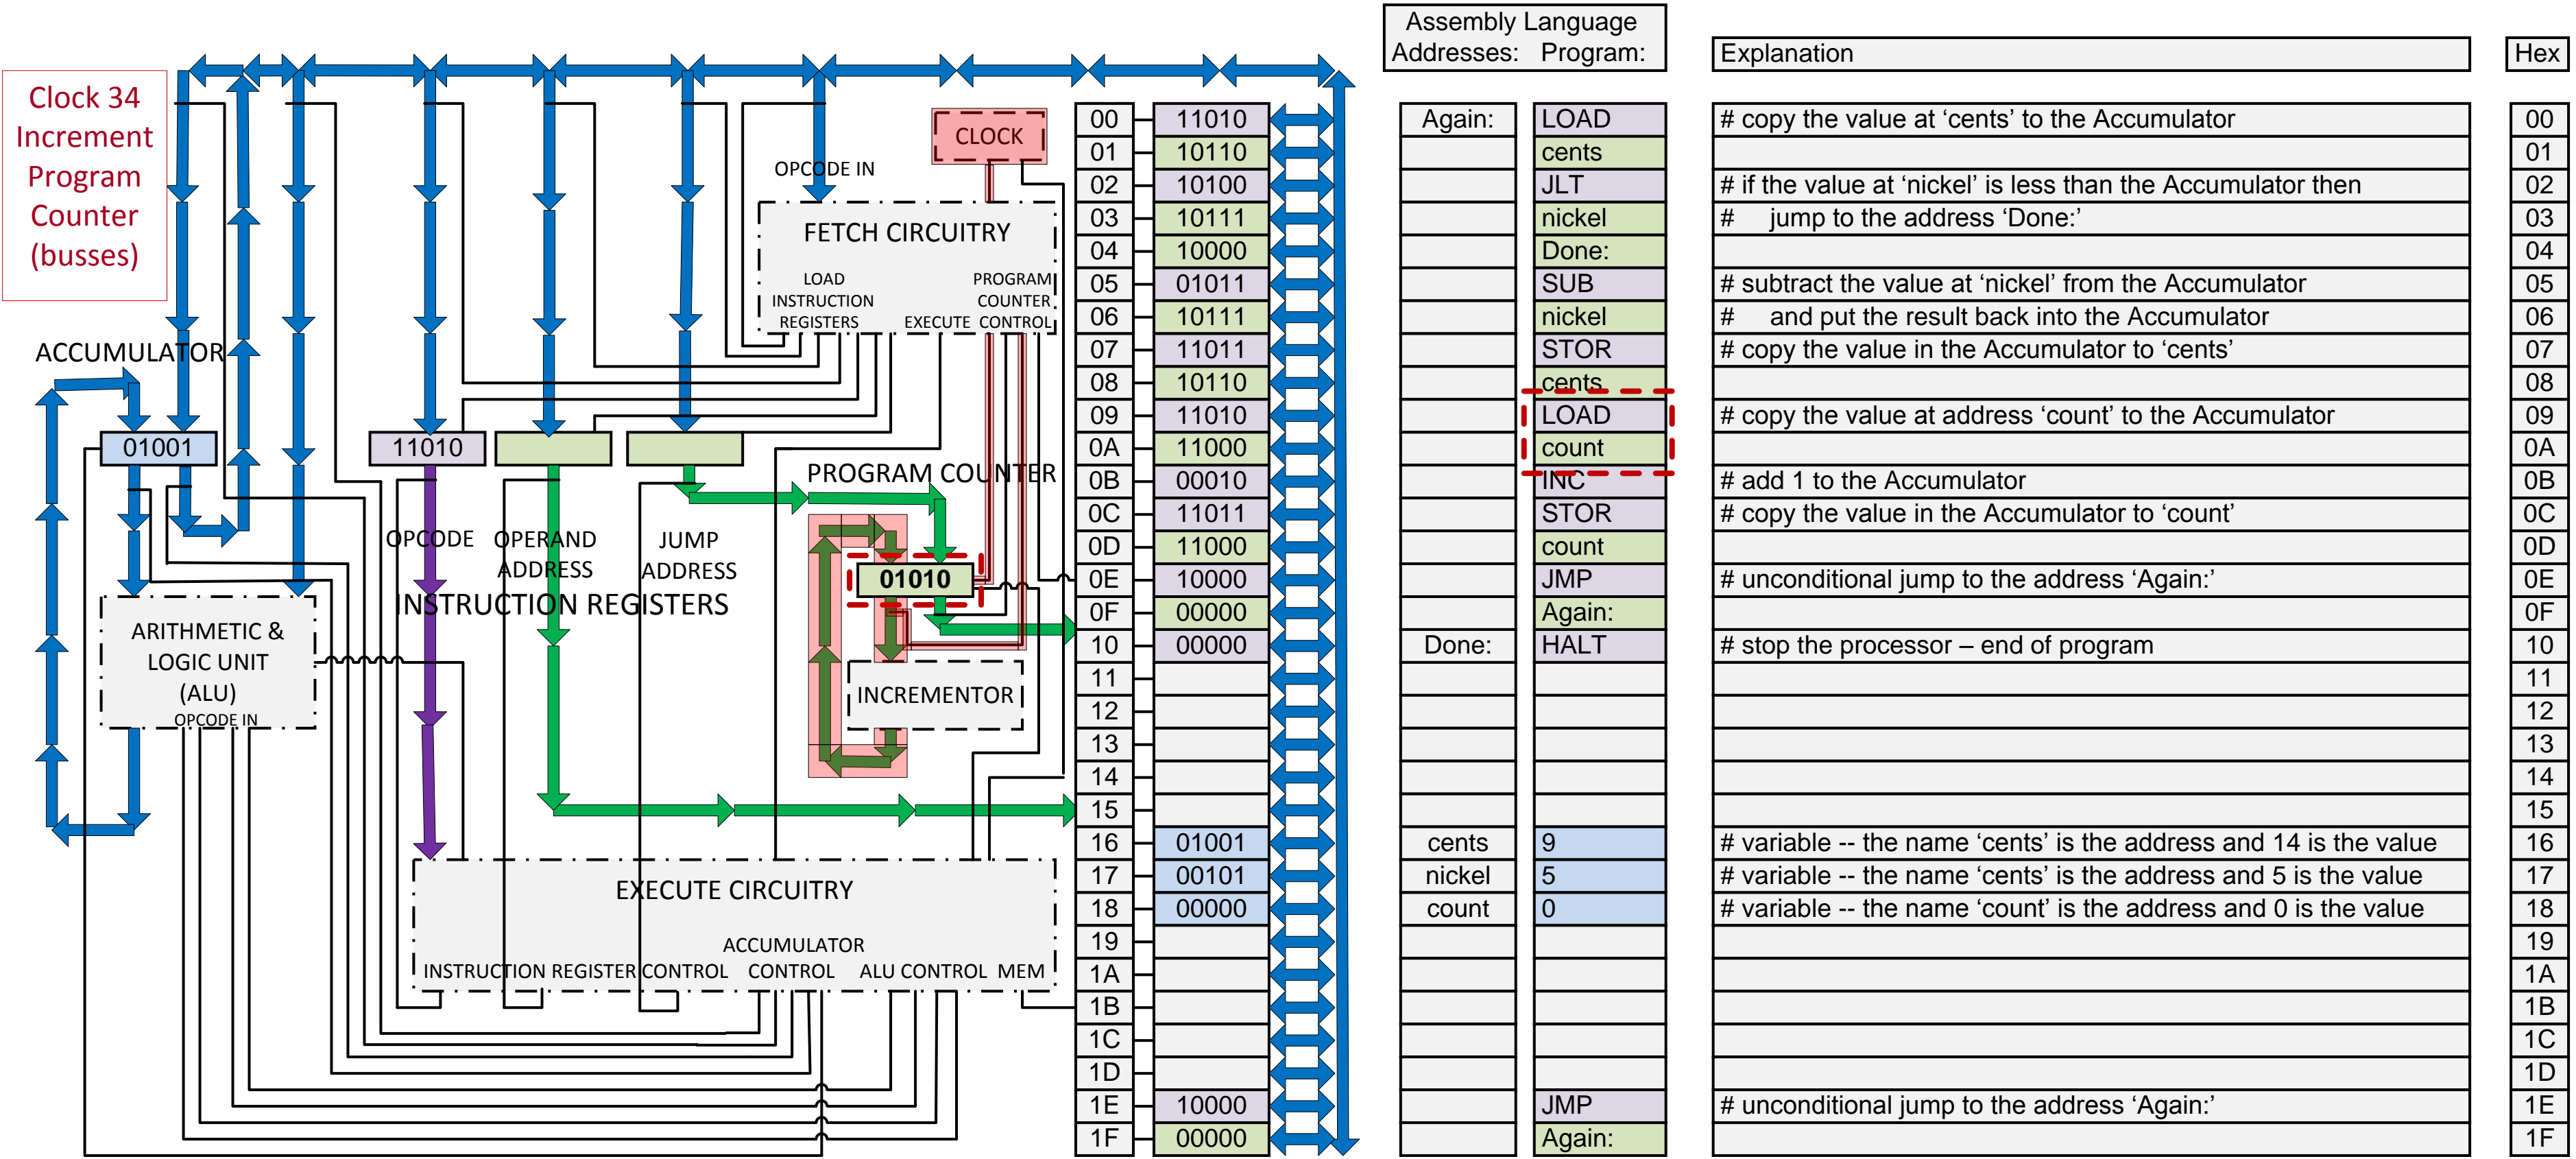 Clock 34
Increment
Program
Counter
(busses)
ACCUMULATOR
01001
11010
OPCODE IN
CLOCK
FETCH CIRCUITRY
LOAD
INSTRUCTION
REGISTERS
EXECUTE
PROGRAM
COUNTER
CONTROL
PROGRAM COUNTER
01010
INCREMENTOR
OPCODE
OPERAND
ADDRESS
JUMP
ADDRESS
INSTRUCTION REGISTERS
ARITHMETIC &
LOGIC UNIT
(ALU)
OPCODE IN
EXECUTE CIRCUITRY
INSTRUCTION REGISTER CONTROL
ACCUMULATOR
CONTROL
ALU CONTROL
MEM
Assembly Language
Addresses: Program:
Explanation
Hex
00 11010 Again: LOAD # copy the value at 'cents' to the Accumulator 00
01 10110 cents 01
02 10100 JLT # if the value at 'nickel' is less than the Accumulator then 02
03 10111 nickel # jump to the address 'Done:' 03
04 10000 Done: 04
05 01011 SUB # subtract the value at 'nickel' from the Accumulator 05
06 10111 nickel # and put the result back into the Accumulator 06
07 11011 STOR # copy the value in the Accumulator to 'cents' 07
08 10110 cents 08
09 11010 LOAD # copy the value at address 'count' to the Accumulator 09
0A 11000 count 0A
0B 00010 INC # add 1 to the Accumulator 0B
0C 11011 STOR # copy the value in the Accumulator to 'count' 0C
0D 11000 count 0D
0E 10000 JMP # unconditional jump to the address 'Again:' 0E
0F 00000 Again: 0F
10 00000 Done: HALT # stop the processor – end of program 10
11 11
12 12
13 13
14 14
15 15
16 01001 cents 9 # variable -- the name 'cents' is the address and 14 is the value 16
17 00101 nickel 5 # variable -- the name 'cents' is the address and 5 is the value 17
18 00000 count 0 # variable -- the name 'count' is the address and 0 is the value 18
19 19
1A 1A
1B 1B
1C 1C
1D 1D
1E 10000 JMP # unconditional jump to the address 'Again:' 1E
1F 00000 Again: 1F